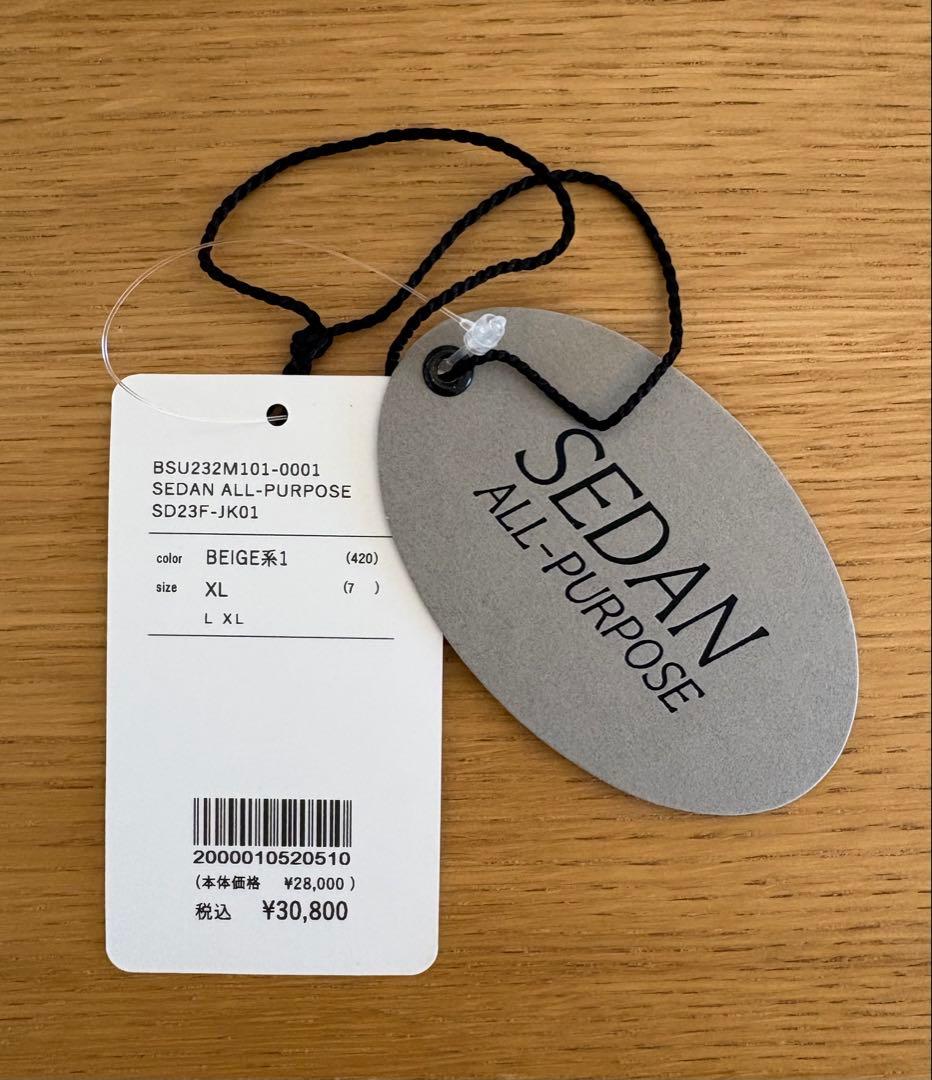 BSU232M101-0001
SEDAN ALL-PURPOSE
SD23F-JK01
color BEIGE系1 (420)
size XL (7 )
L XL
2000010520510
(本体価格 ¥28,000 )
税込 ¥30,800
SEDAN
ALL-PURPOSE